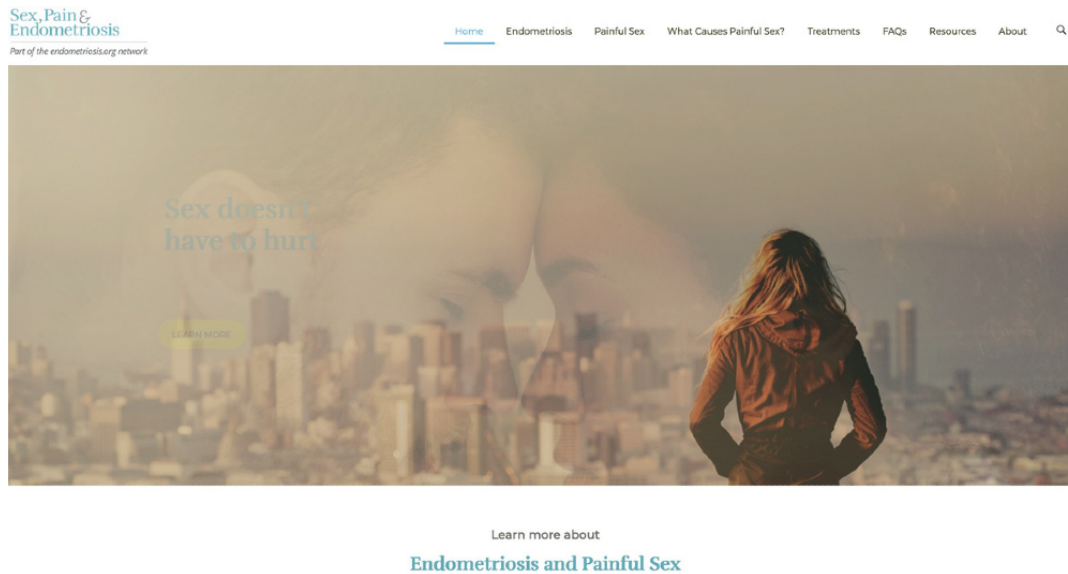 Sex, Pain &
Endometriosis
Part of the endometriosis.org network
Home Endometriosis Painful Sex What Causes Painful Sex? Treatments FAQs Resources About
Sex doesn't
have to hurt
LEARN MORE
Learn more about
Endometriosis and Painful Sex